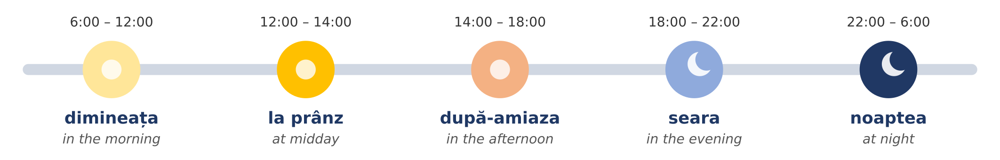 6:00 – 12:00
12:00 – 14:00
14:00 – 18:00
18:00 – 22:00
22:00 – 6:00
dimineața
la prânz
după-amiaza
seara
noaptea
in the morning
at midday
in the afternoon
in the evening
at night